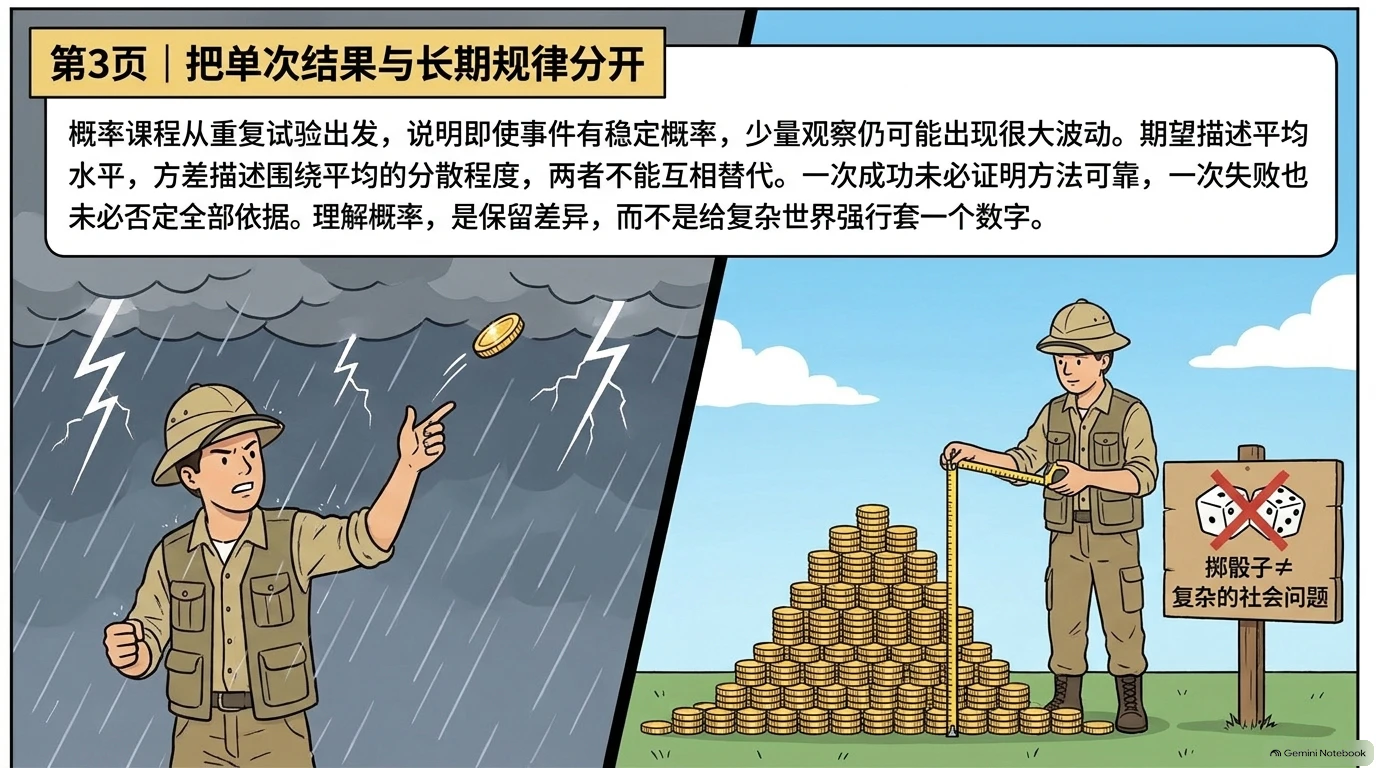 第3页｜把单次结果与长期规律分开
概率课程从重复试验出发，说明即使事件有稳定概率，少量观察仍可能出现很大波动。期望描述平均
水平，方差描述围绕平均的分散程度，两者不能互相替代。一次成功未必证明方法可靠，一次失败也
未必否定全部依据。理解概率，是保留差异，而不是给复杂世界强行套一个数字。
掷骰子≠
复杂的社会问题
Gemini Notebook